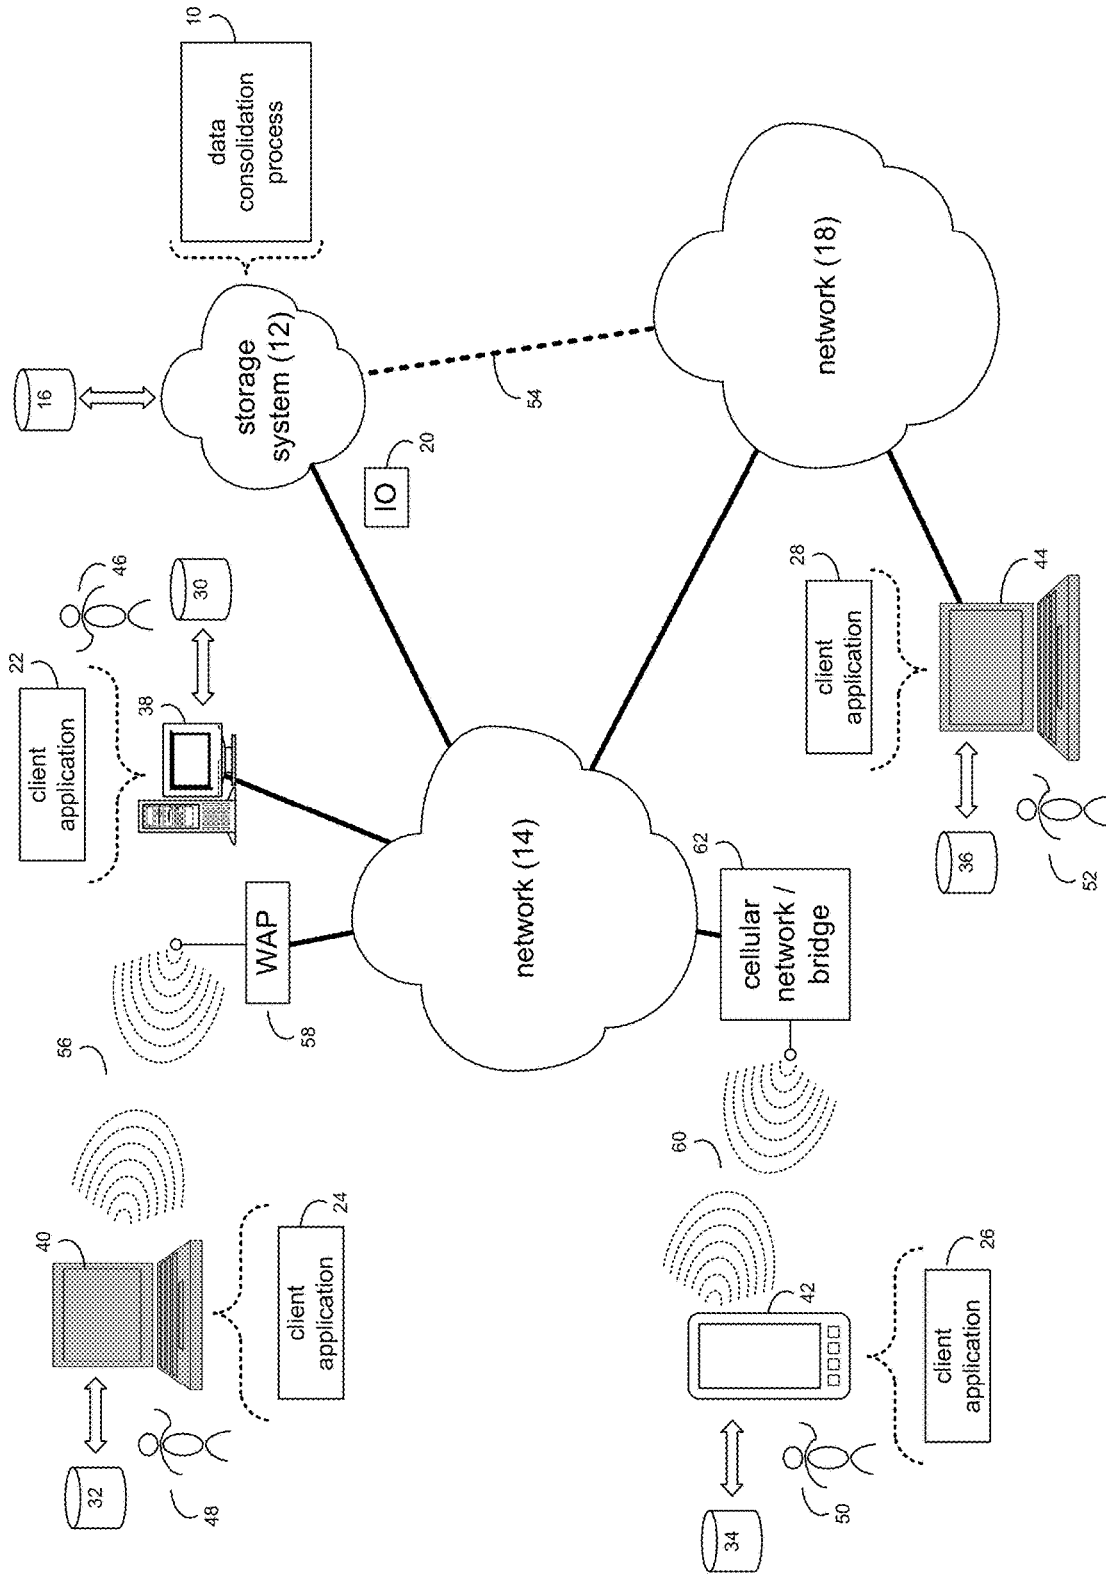 10
data
consolidation
process
16
storage
system (12)
54
network (18)
IO
20
46
30
22
client
application
38
28
client
application
44
36
52
network (14)
WAP
58
56
62
cellular
network /
bridge
60
40
24
client
application
32
48
42
26
client
application
34
50